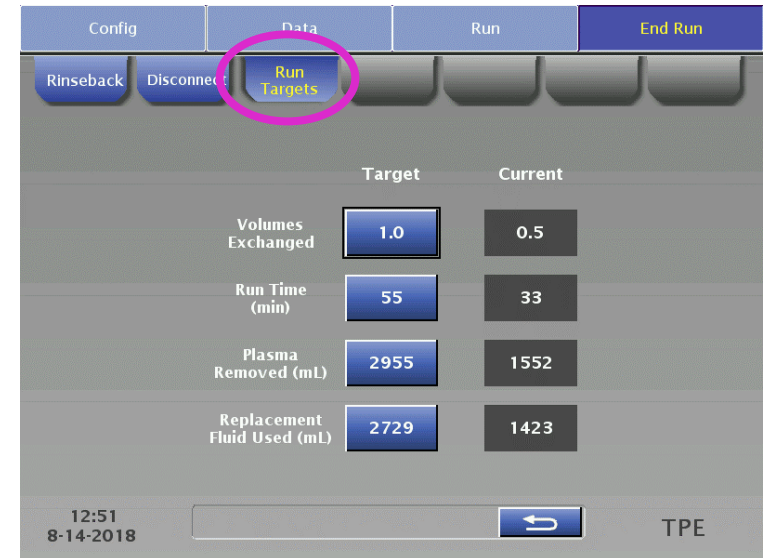 Config
Data
Run
End Run
Rinseback
Disconnect
Run
Targets
Target
Current
Volumes
Exchanged
1.0
0.5
Run Time
(min)
55
33
Plasma
Removed (mL)
2955
1552
Replacement
Fluid Used (mL)
2729
1423
12:51
8-14-2018
TPE